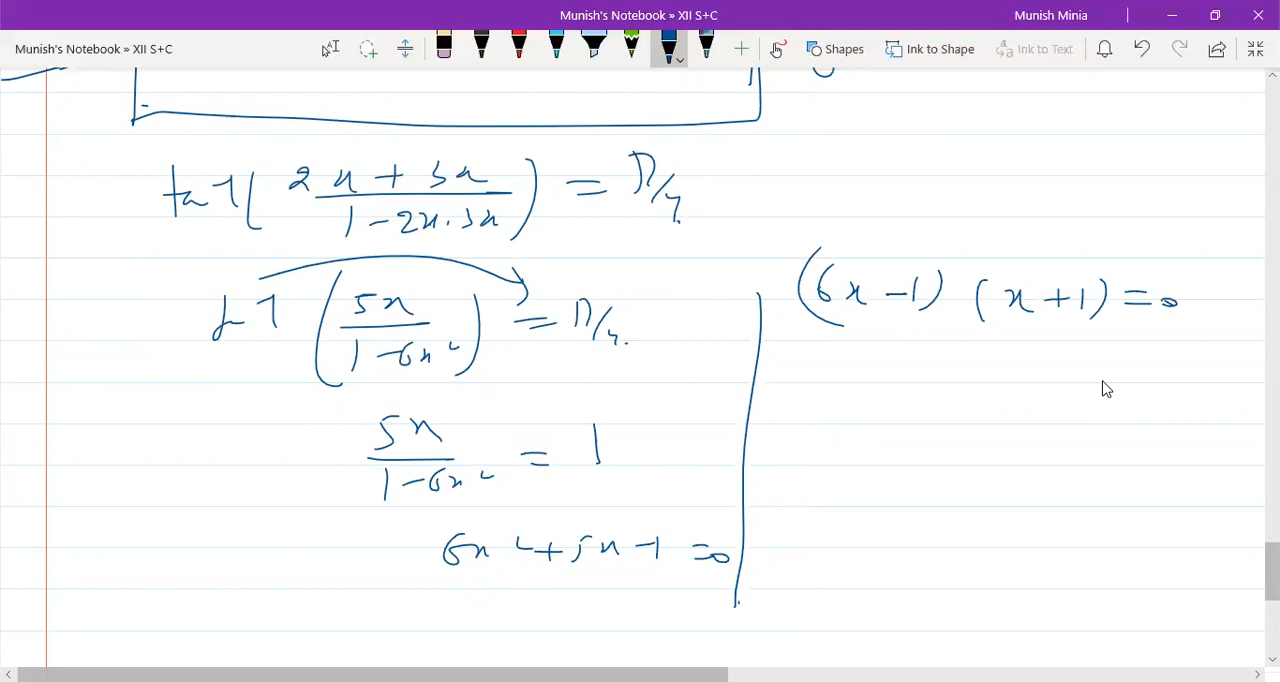 Munish's Notebook » XII S+C
Munish Minia
Munish's Notebook » XII S+C
Shapes
Ink to Shape
Ink to Text
tan⁻¹( 2x + 3x / 1 - 2x·3x ) = π/4
tan⁻¹ ( 5x / 1 - 6x² ) = π/4
5x / 1 - 6x² = 1
6x² + 5x - 1 = 0
(6x - 1) (x + 1) = 0